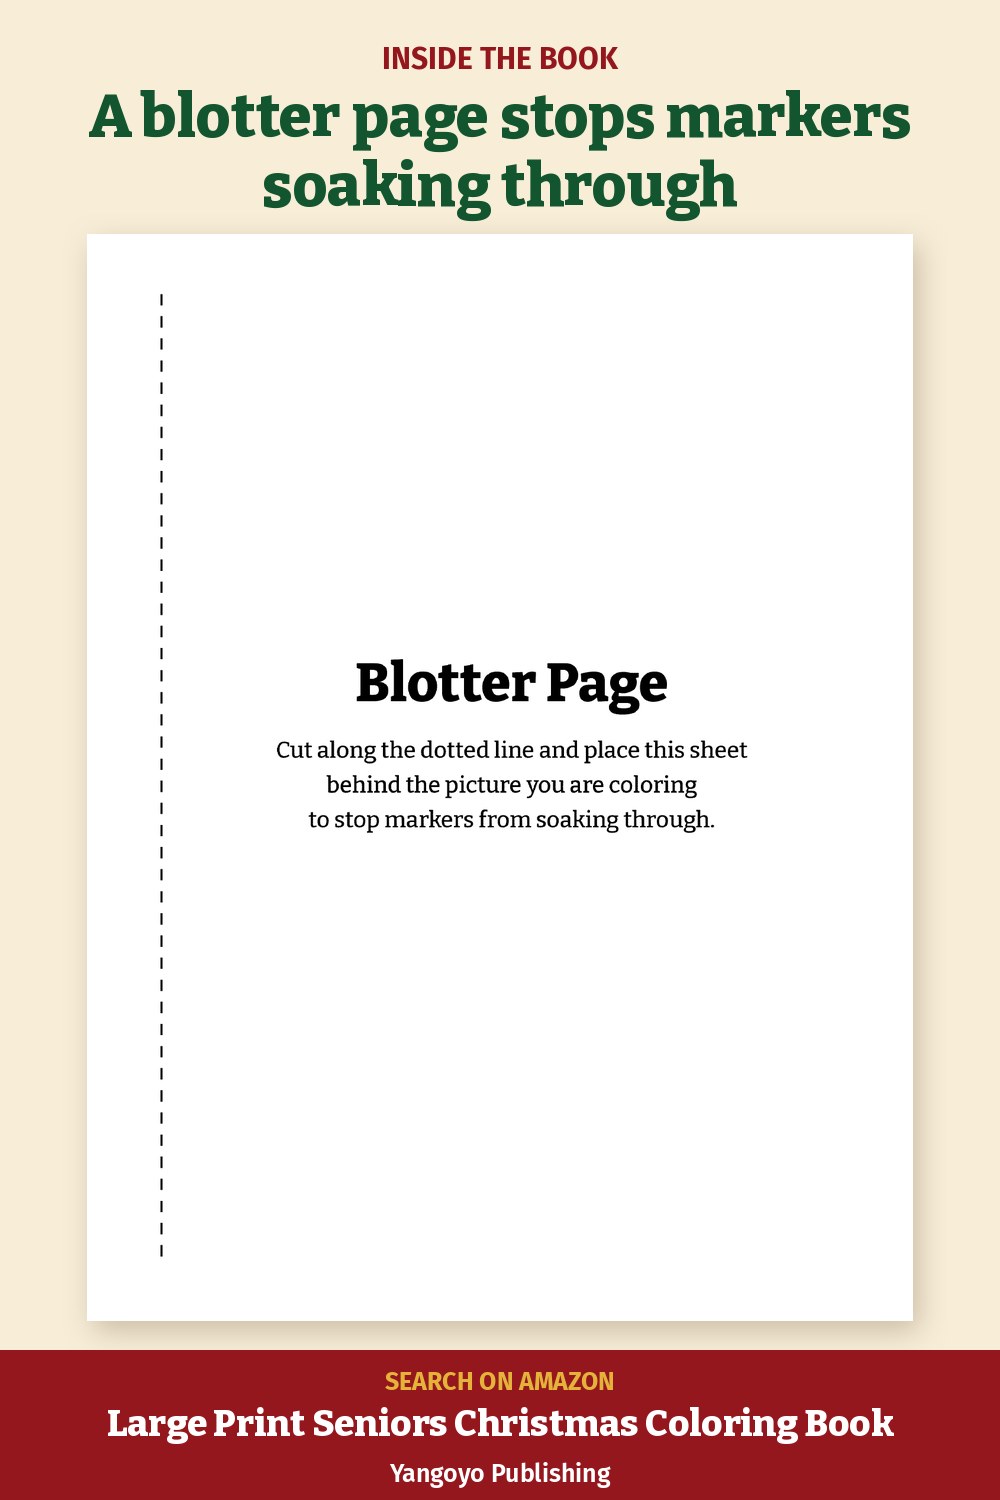 INSIDE THE BOOK
A blotter page stops markers
soaking through
Blotter Page
Cut along the dotted line and place this sheet
behind the picture you are coloring
to stop markers from soaking through.
SEARCH ON AMAZON
Large Print Seniors Christmas Coloring Book
Yangoyo Publishing